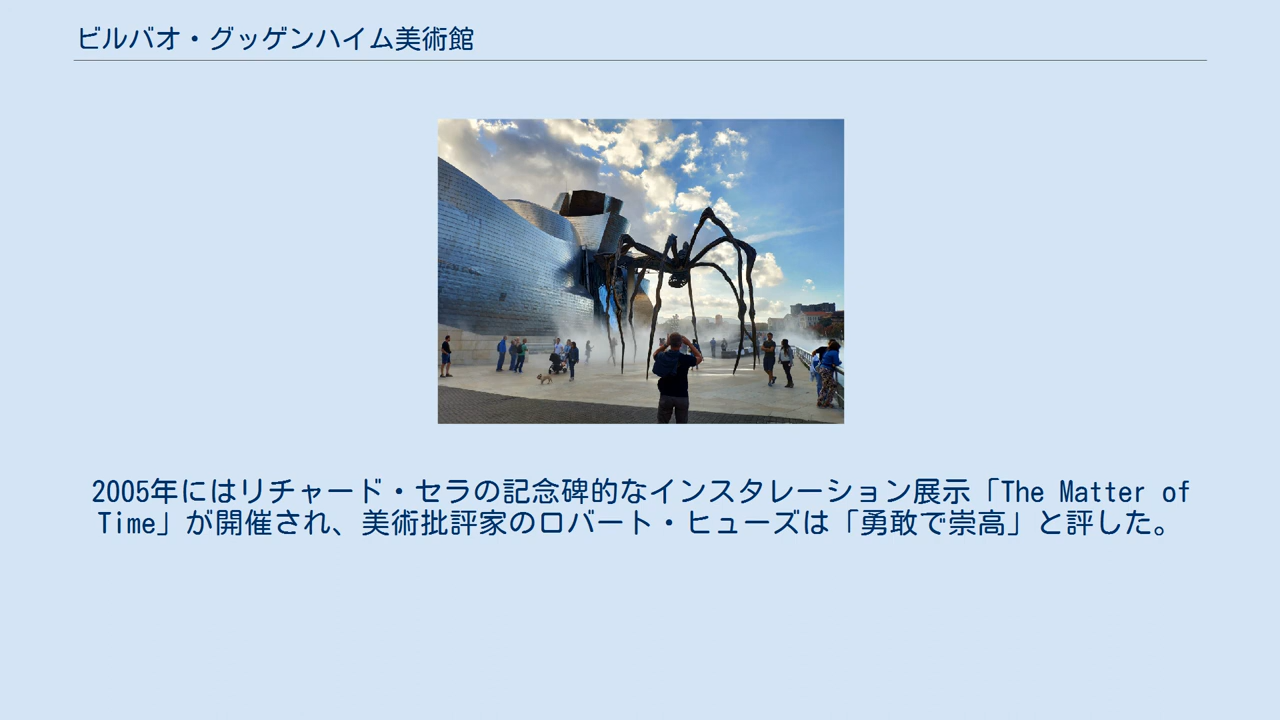 ビルバオ・グッゲンハイム美術館
2005年にはリチャード・セラの記念碑的なインスタレーション展示「The Matter of
Time」が開催され、美術批評家のロバート・ヒューズは「勇敢で崇高」と評した。